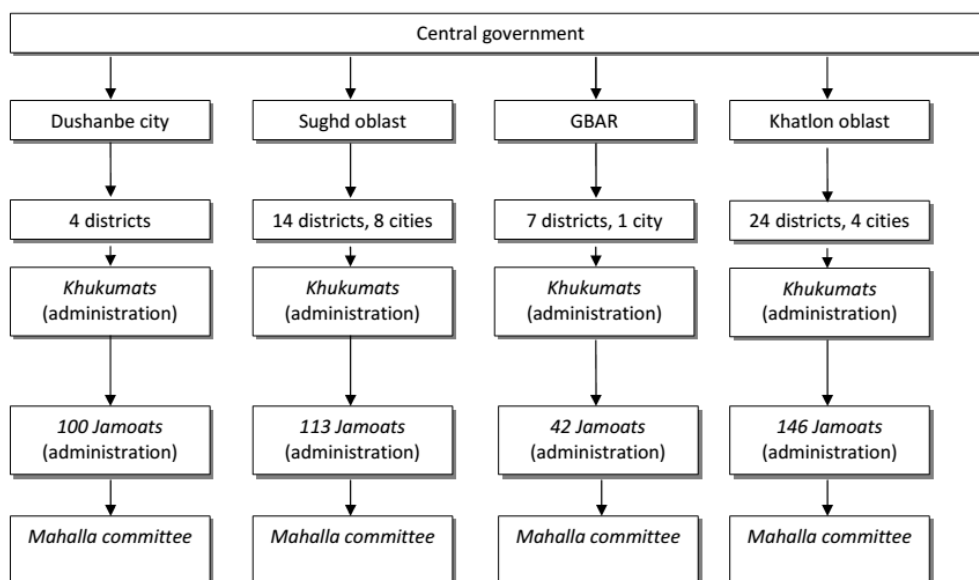 Central government
Dushanbe city
Sughd oblast
GBAR
Khatlon oblast
4 districts
14 districts, 8 cities
7 districts, 1 city
24 districts, 4 cities
Khukumats
(administration)
Khukumats
(administration)
Khukumats
(administration)
Khukumats
(administration)
100 Jamoats
(administration)
113 Jamoats
(administration)
42 Jamoats
(administration)
146 Jamoats
(administration)
Mahalla committee
Mahalla committee
Mahalla committee
Mahalla committee